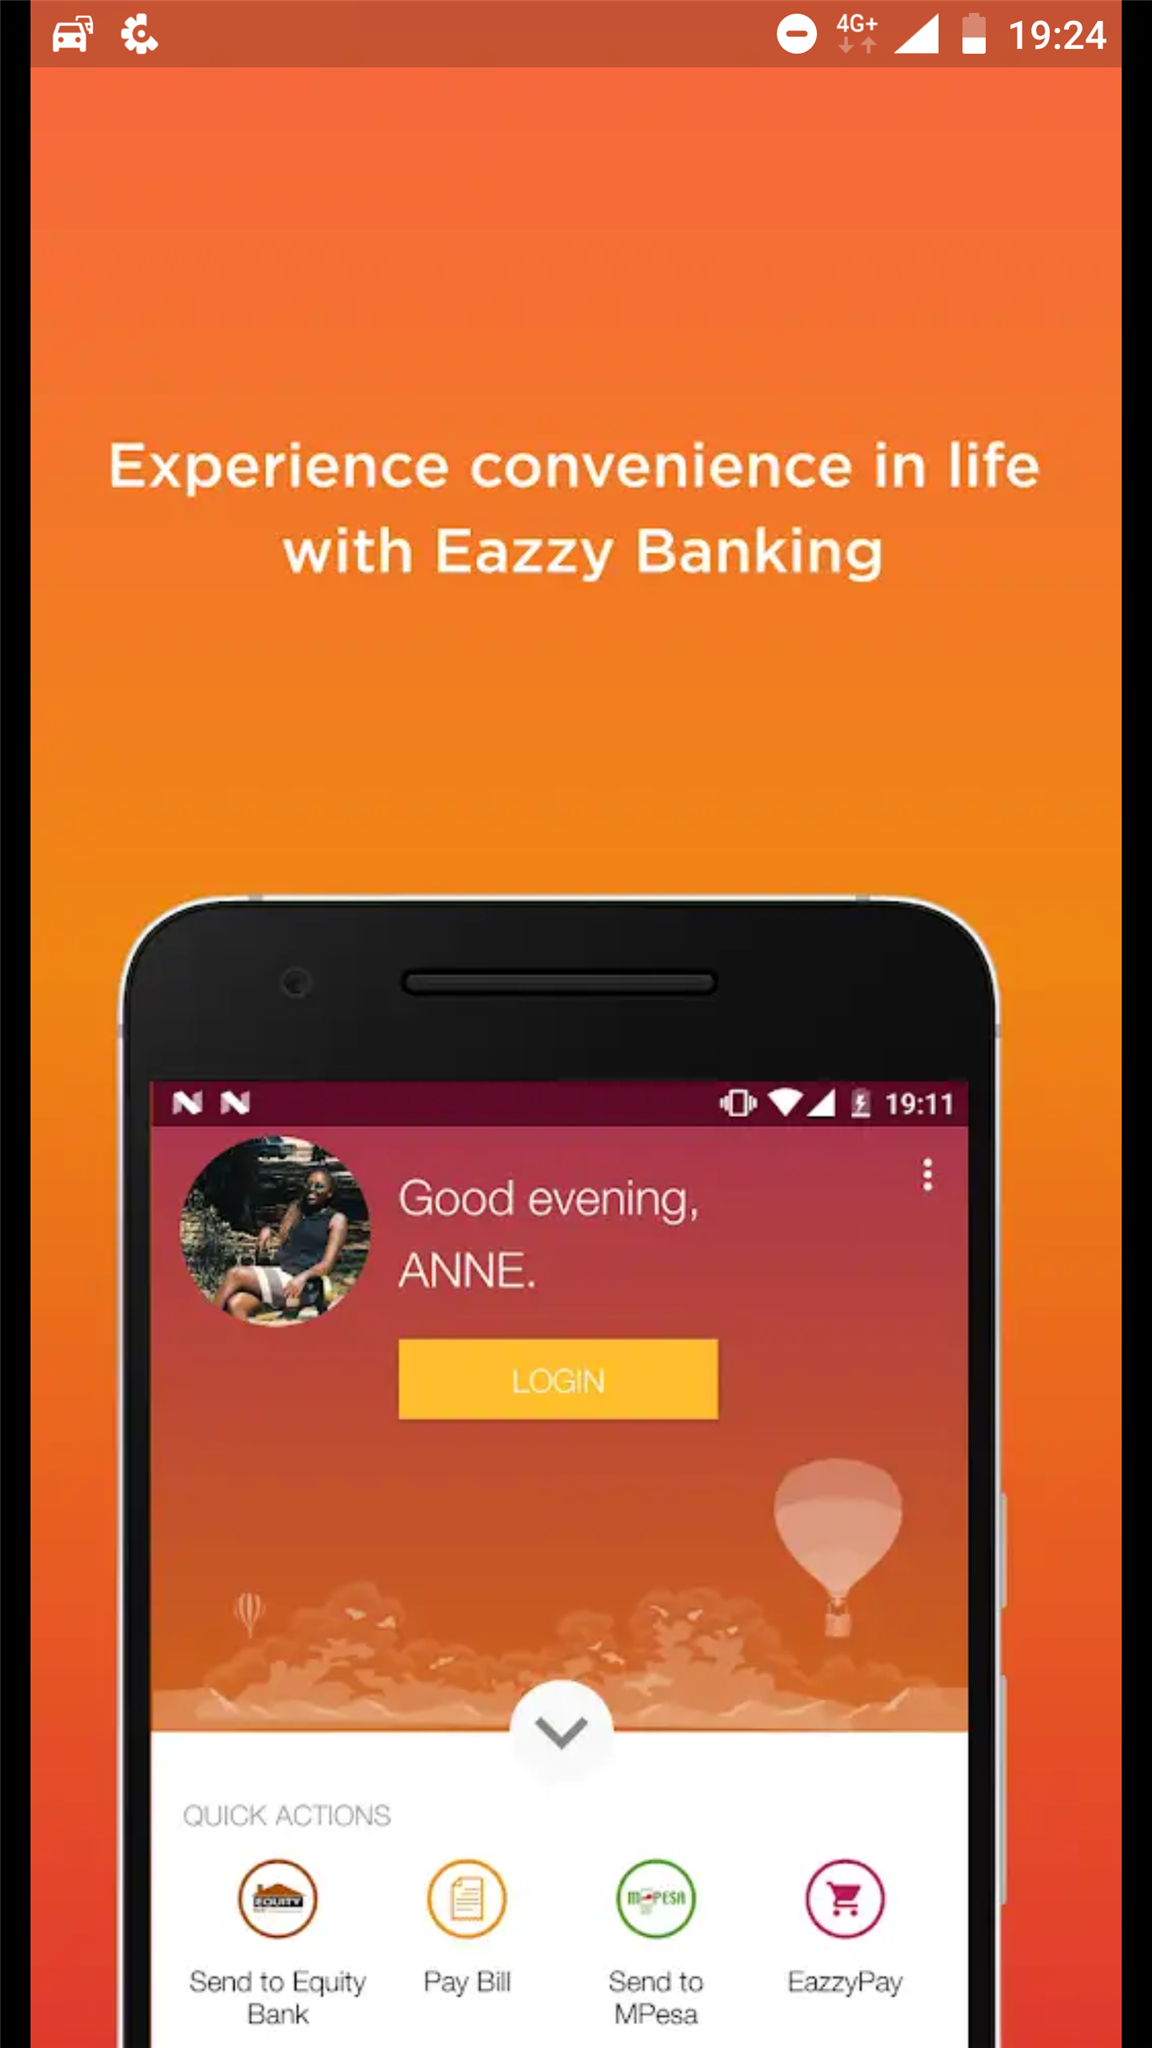 4G+
19:24
Experience convenience in life
with Eazzy Banking
19:11
Good evening,
ANNE.
LOGIN
QUICK ACTIONS
EQUITY
M-PESA
Send to Equity
Bank
Pay Bill
Send to
MPesa
EazzyPay